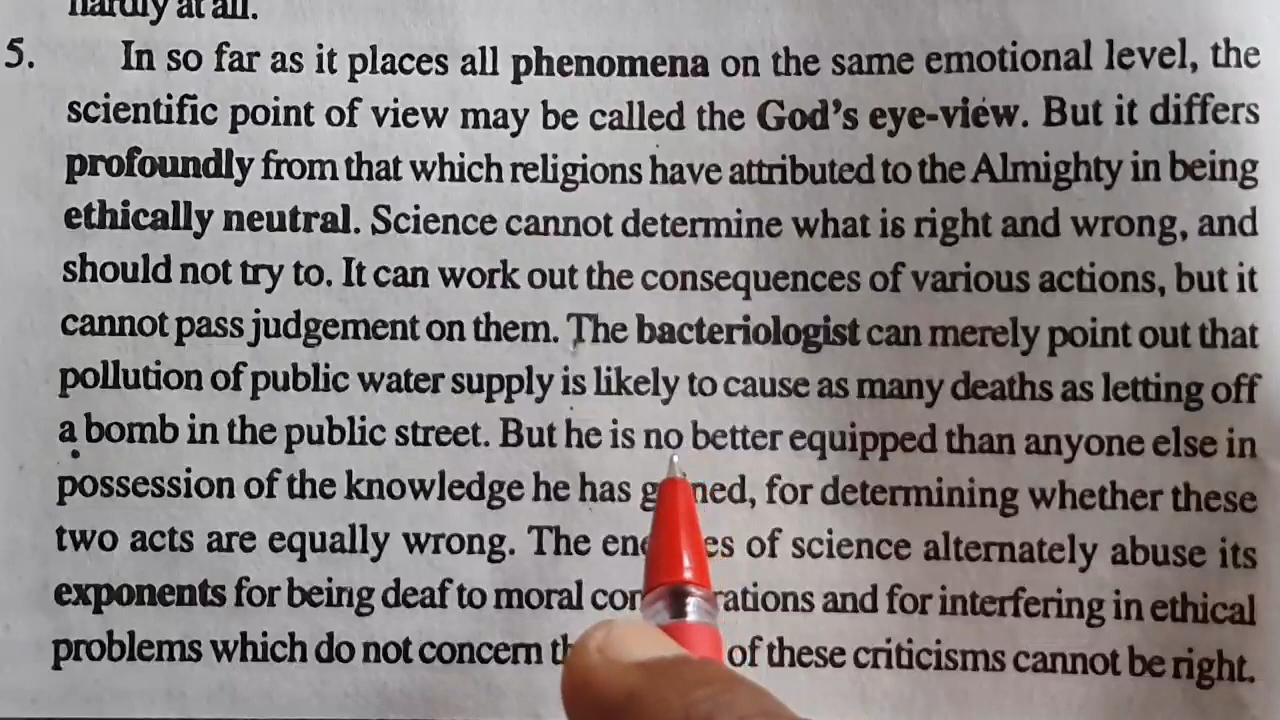 hardly at all.
5. In so far as it places all phenomena on the same emotional level, the
scientific point of view may be called the God's eye-view. But it differs
profoundly from that which religions have attributed to the Almighty in being
ethically neutral. Science cannot determine what is right and wrong, and
should not try to. It can work out the consequences of various actions, but it
cannot pass judgement on them. The bacteriologist can merely point out that
pollution of public water supply is likely to cause as many deaths as letting off
a bomb in the public street. But he is no better equipped than anyone else in
possession of the knowledge he has gained, for determining whether these
two acts are equally wrong. The enemies of science alternately abuse its
exponents for being deaf to moral considerations and for interfering in ethical
problems which do not concern of these criticisms cannot be right.